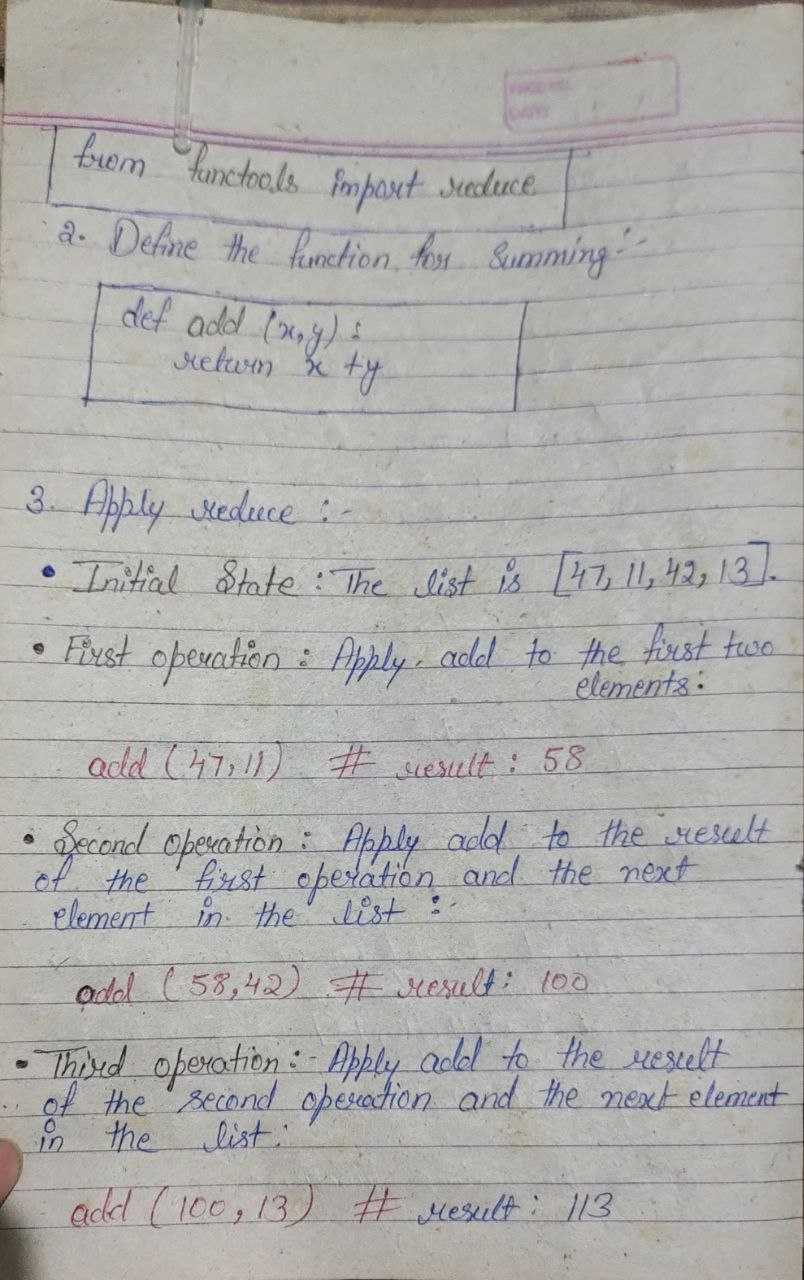 from functools import reduce
2. Define the function for summing :-
def add (x,y) :
return x +y
3. Apply reduce :-
• Initial State : The list is [47, 11, 42, 13].
• First operation : Apply add to the first two
elements :
add (47,11) # result : 58
• Second operation : Apply add to the result
of the first operation and the next
element in the list :-
add (58,42) # result : 100
• Third operation :- Apply add to the result
of the second operation and the next element
in the list :
add (100, 13) # result : 113